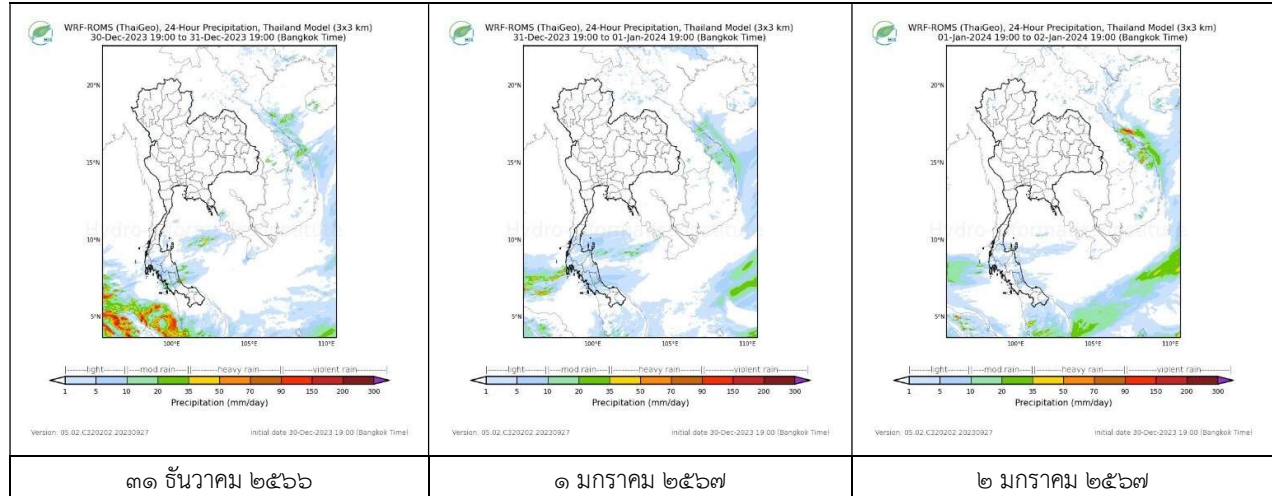 WRF-ROMS (ThaiGeo), 24-Hour Precipitation, Thailand Model (3x3 km)
30-Dec-2023 19:00 to 31-Dec-2023 19:00 (Bangkok Time)
20°N
15°N
10°N
5°N
100°E
105°E
110°E
light
mod rain
heavy rain
violent rain
1 5 10 20 35 50 70 90 150 200 300
Precipitation (mm/day)
Version: 05.02.C320202 20230927
initial date 30-Dec-2023 19:00 (Bangkok Time)
๓๑ ธันวาคม ๒๕๖๖
WRF-ROMS (ThaiGeo), 24-Hour Precipitation, Thailand Model (3x3 km)
31-Dec-2023 19:00 to 01-Jan-2024 19:00 (Bangkok Time)
20°N
15°N
10°N
5°N
100°E
105°E
110°E
light
mod rain
heavy rain
violent rain
1 5 10 20 35 50 70 90 150 200 300
Precipitation (mm/day)
Version: 05.02.C320202 20230927
initial date 30-Dec-2023 19:00 (Bangkok Time)
๑ มกราคม ๒๕๖๗
WRF-ROMS (ThaiGeo), 24-Hour Precipitation, Thailand Model (3x3 km)
01-Jan-2024 19:00 to 02-Jan-2024 19:00 (Bangkok Time)
20°N
15°N
10°N
5°N
100°E
105°E
110°E
light
mod rain
heavy rain
violent rain
1 5 10 20 35 50 70 90 150 200 300
Precipitation (mm/day)
Version: 05.02.C320202 20230927
initial date 30-Dec-2023 19:00 (Bangkok Time)
๒ มกราคม ๒๕๖๗